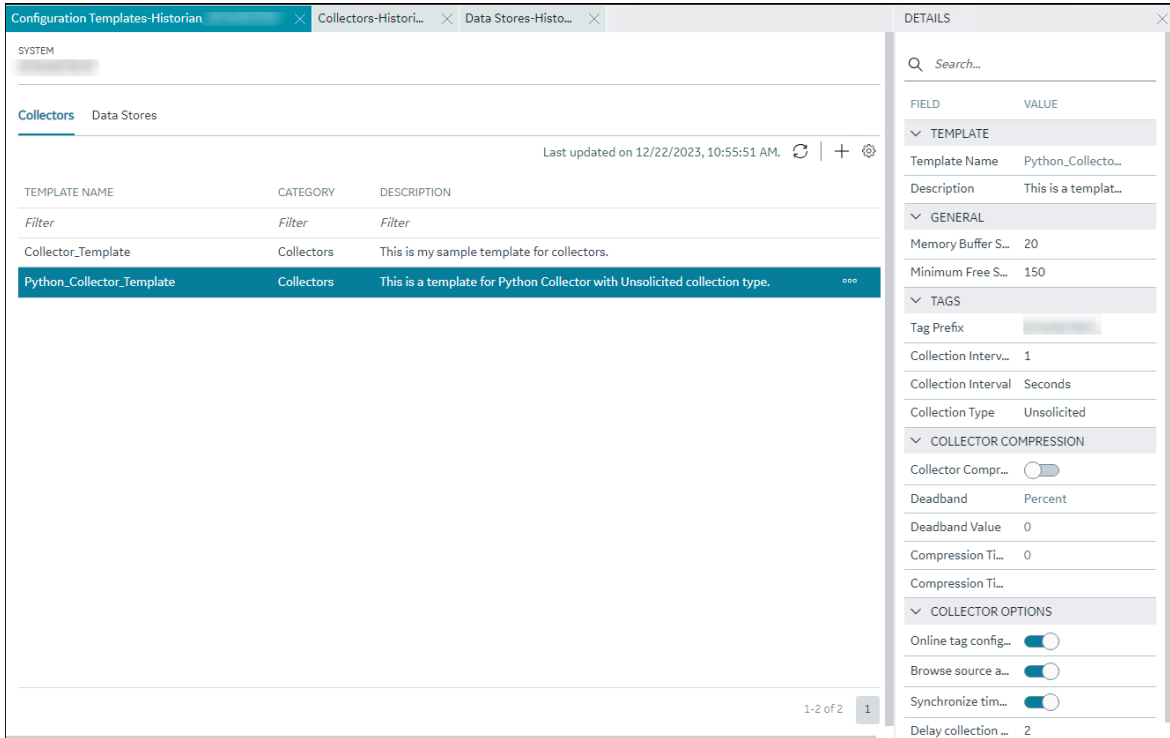 Configuration Templates-Historian
Collectors-Histori...
Data Stores-Histo...
SYSTEM
Collectors Data Stores
Last updated on 12/22/2023, 10:55:51 AM.
TEMPLATE NAME CATEGORY DESCRIPTION
Filter Filter Filter
Collector_Template Collectors This is my sample template for collectors.
Python_Collector_Template Collectors This is a template for Python Collector with Unsolicited collection type.
1-2 of 2 1
DETAILS
Search...
FIELD VALUE
TEMPLATE
Template Name Python_Collecto...
Description This is a templat...
GENERAL
Memory Buffer S... 20
Minimum Free S... 150
TAGS
Tag Prefix
Collection Interv... 1
Collection Interval Seconds
Collection Type Unsolicited
COLLECTOR COMPRESSION
Collector Compr...
Deadband Percent
Deadband Value 0
Compression Ti... 0
Compression Ti...
COLLECTOR OPTIONS
Online tag config...
Browse source a...
Synchronize tim...
Delay collection ... 2